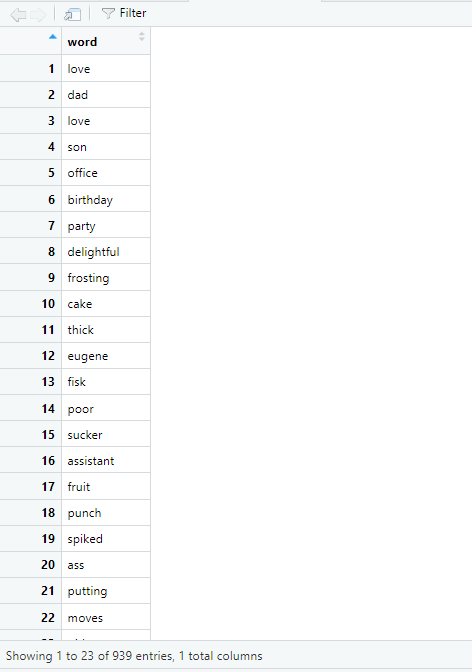 Filter
word
1 love
2 dad
3 love
4 son
5 office
6 birthday
7 party
8 delightful
9 frosting
10 cake
11 thick
12 eugene
13 fisk
14 poor
15 sucker
16 assistant
17 fruit
18 punch
19 spiked
20 ass
21 putting
22 moves
Showing 1 to 23 of 939 entries, 1 total columns